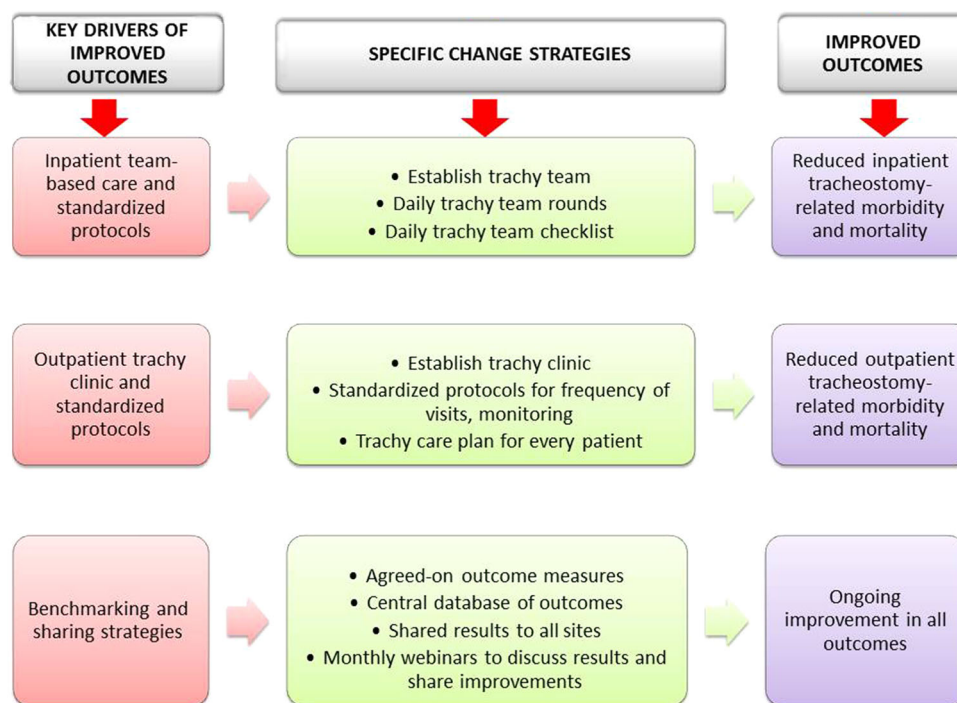 KEY DRIVERS OF
IMPROVED
OUTCOMES
SPECIFIC CHANGE STRATEGIES
IMPROVED
OUTCOMES
Inpatient team-
based care and
standardized
protocols
• Establish trachy team
• Daily trachy team rounds
• Daily trachy team checklist
Reduced inpatient
tracheostomy-
related morbidity
and mortality
Outpatient trachy
clinic and
standardized
protocols
• Establish trachy clinic
• Standardized protocols for frequency of
visits, monitoring
• Trachy care plan for every patient
Reduced outpatient
tracheostomy-
related morbidity
and mortality
Benchmarking and
sharing strategies
• Agreed-on outcome measures
• Central database of outcomes
• Shared results to all sites
• Monthly webinars to discuss results and
share improvements
Ongoing
improvement in all
outcomes